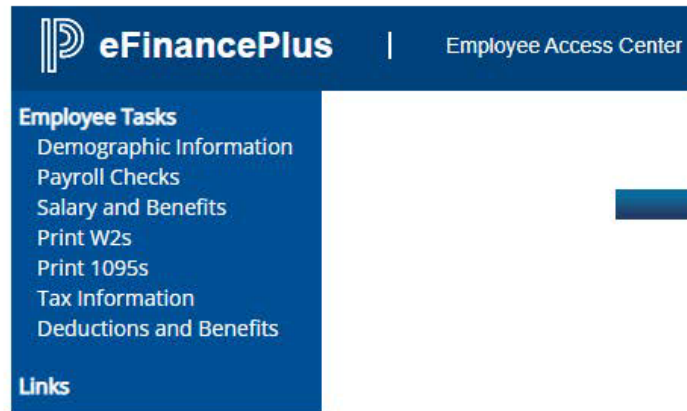 eFinancePlus | Employee Access Center
Employee Tasks
Demographic Information
Payroll Checks
Salary and Benefits
Print W2s
Print 1095s
Tax Information
Deductions and Benefits
Links